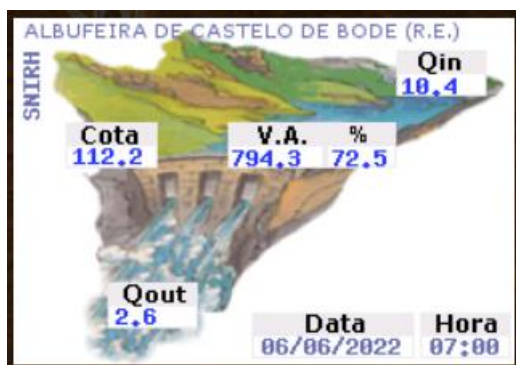 ALBUFEIRA DE CASTELO DE BODE (R.E.)
SNIRH
Qin
10.4
Cota V.A. %
112.2 794.3 72.5
Qout
2.6
Data Hora
06/06/2022 07:00